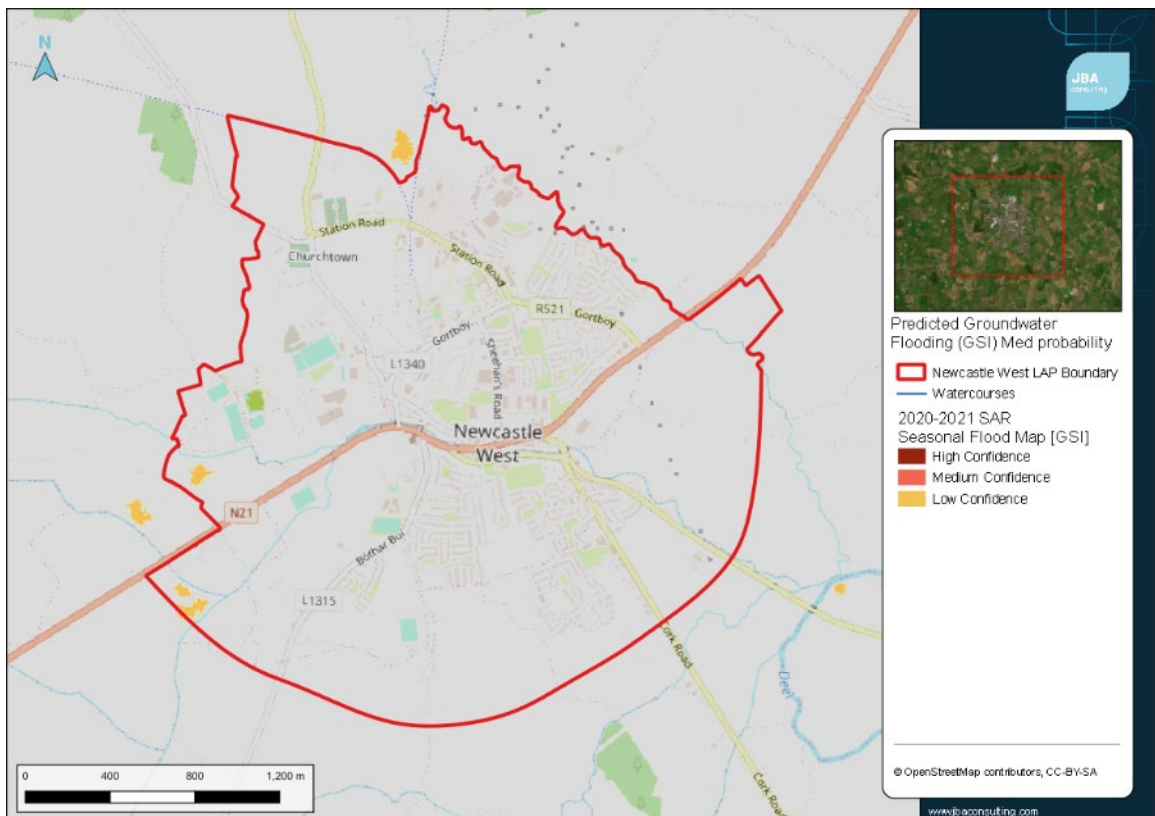 N
Station Road
Churchtown
Station Road
R521
Gortboy
Gortboy
L1340
Sheehan's Road
Newcastle
West
N21
Bothar Bui
L1315
Cork Road
Deel
Cork Road
0 400 800 1,200 m
JBA
consulting
Predicted Groundwater
Flooding (GSI) Med probability
Newcastle West LAP Boundary
Watercourses
2020-2021 SAR
Seasonal Flood Map [GSI]
High Confidence
Medium Confidence
Low Confidence
© OpenStreetMap contributors, CC-BY-SA
www.jbaconsulting.com